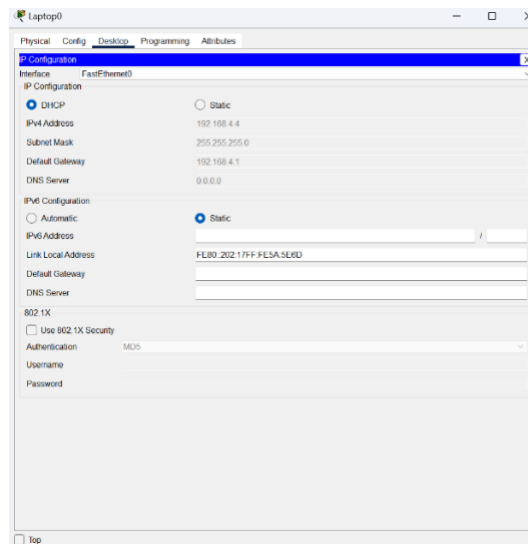 Laptop0
Physical Config Desktop Programming Attributes
IP Configuration X
Interface FastEthernet0
IP Configuration
DHCP Static
IPv4 Address 192.168.4.4
Subnet Mask 255.255.255.0
Default Gateway 192.168.4.1
DNS Server 0.0.0.0
IPv6 Configuration
Automatic Static
IPv6 Address /
Link Local Address FE80::202:17FF:FE5A:5E6D
Default Gateway
DNS Server
802.1X
Use 802.1X Security
Authentication MD5
Username
Password
Top